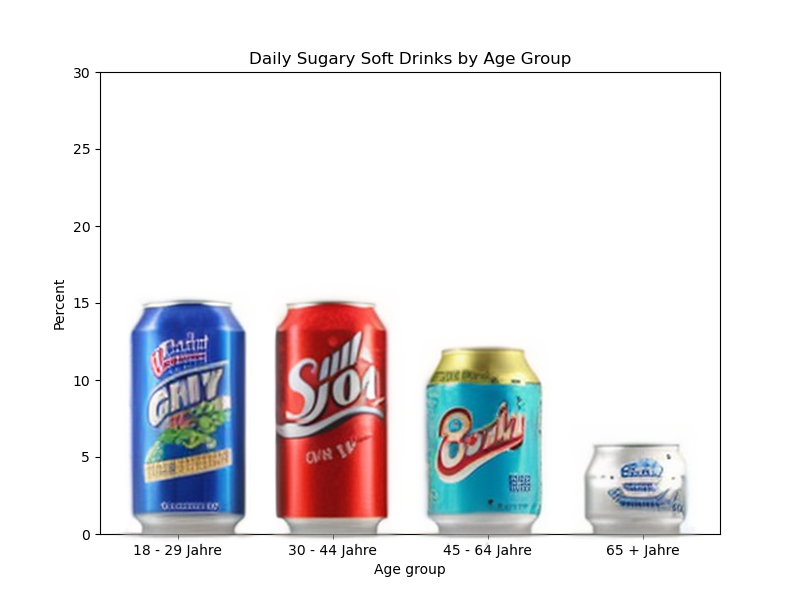 Daily Sugary Soft Drinks by Age Group
30
25
20
15
10
5
0
Percent
18 - 29 Jahre
30 - 44 Jahre
45 - 64 Jahre
65 + Jahre
Age group